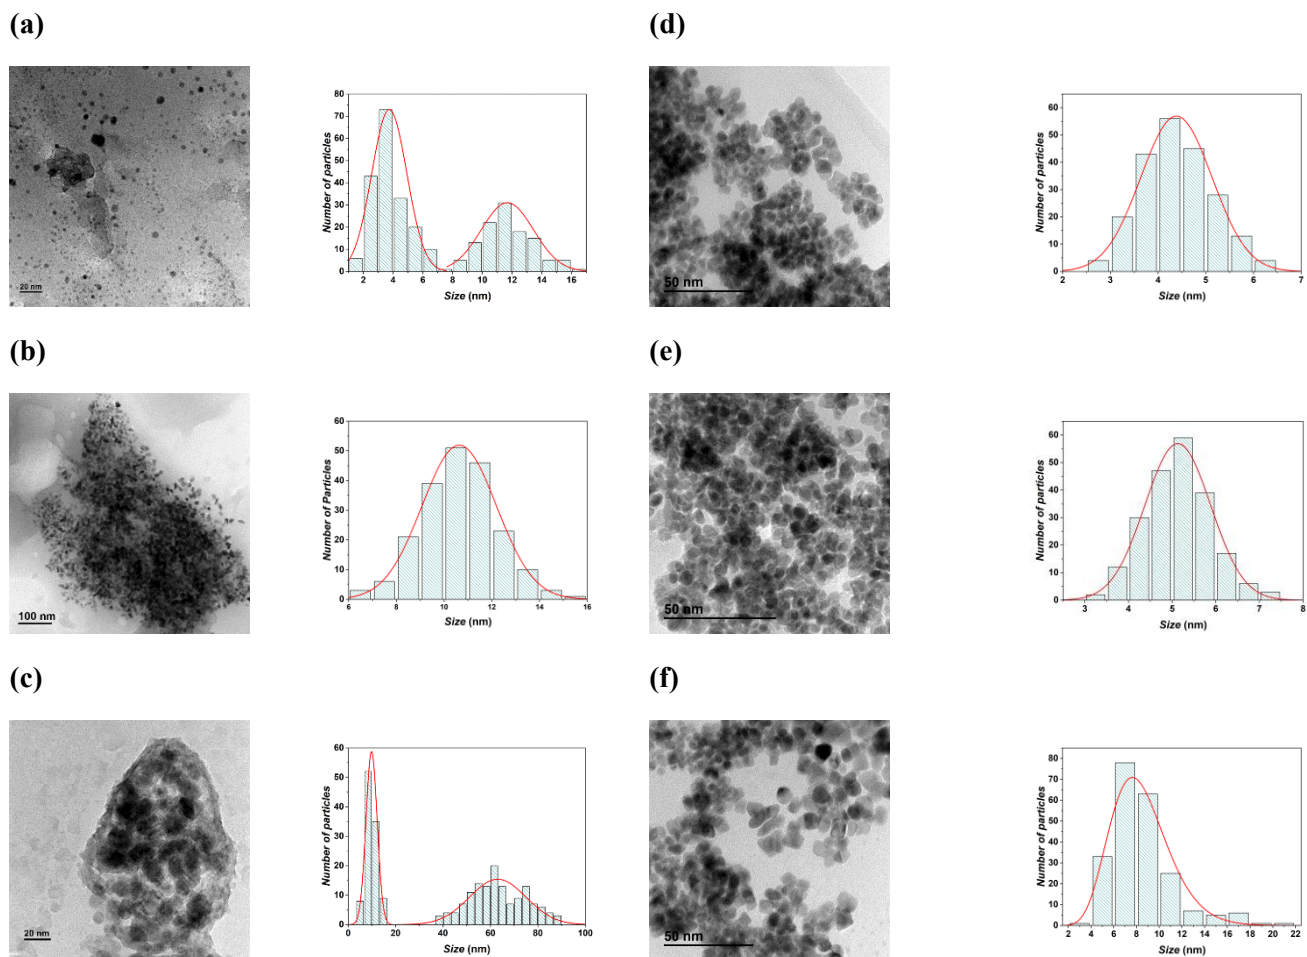 (a)
20 nm
80
70
60
50
40
30
20
10
0
2 4 6 8 10 12 14 16
Number of particles
Size (nm)
(b)
100 nm
60
50
40
30
20
10
0
6 8 10 12 14 16
Number of Particles
Size (nm)
(c)
20 nm
60
50
40
30
20
10
0
0 20 40 60 80 100
Number of particles
Size (nm)
(d)
50 nm
60
50
40
30
20
10
0
2 3 4 5 6 7
Number of particles
Size (nm)
(e)
50 nm
60
50
40
30
20
10
0
3 4 5 6 7 8
Number of particles
Size (nm)
(f)
50 nm
80
70
60
50
40
30
20
10
0
2 4 6 8 10 12 14 16 18 20 22
Number of particles
Size (nm)